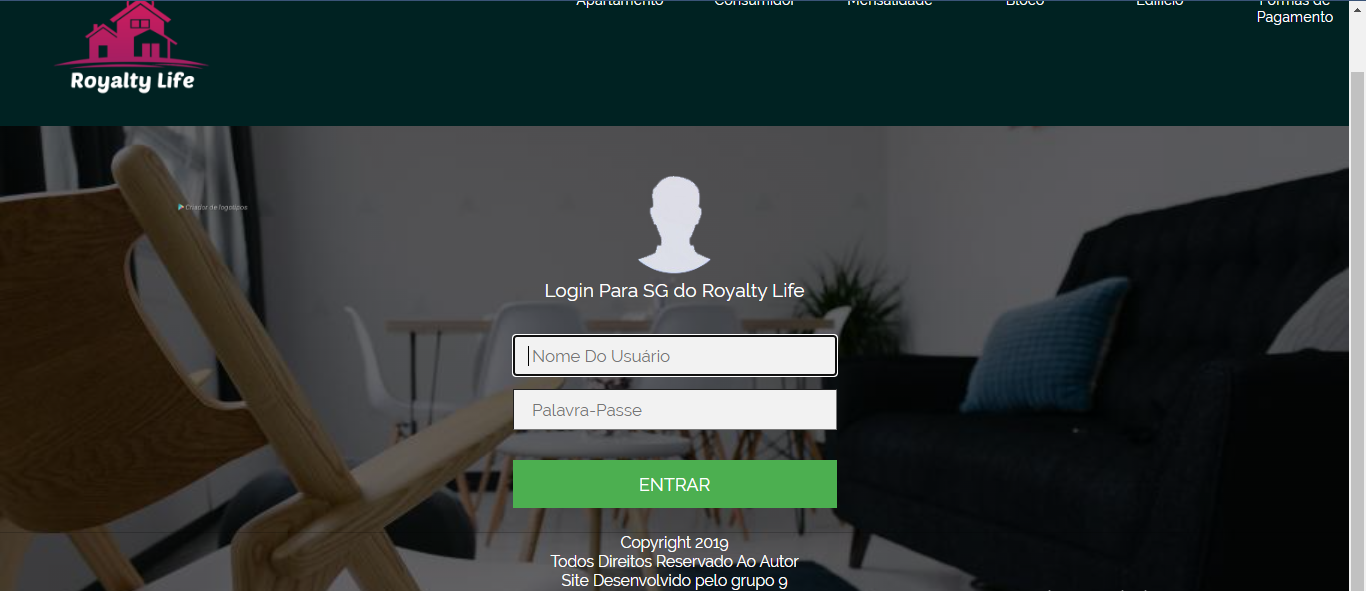 Apartamento Consumidor Mensalidade Bloco Edificio Formas de
Pagamento
Royalty Life
Criador de logotipos
Login Para SG do Royalty Life
Nome Do Usuário
Palavra-Passe
ENTRAR
Copyright 2019
Todos Direitos Reservado Ao Autor
Site Desenvolvido pelo grupo 9